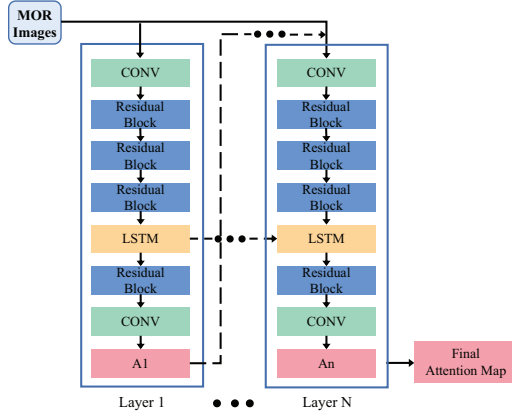 MOR
Images
CONV
Residual
Block
Residual
Block
Residual
Block
LSTM
Residual
Block
CONV
A1
Layer 1
CONV
Residual
Block
Residual
Block
Residual
Block
LSTM
Residual
Block
CONV
An
Layer N
Final
Attention Map